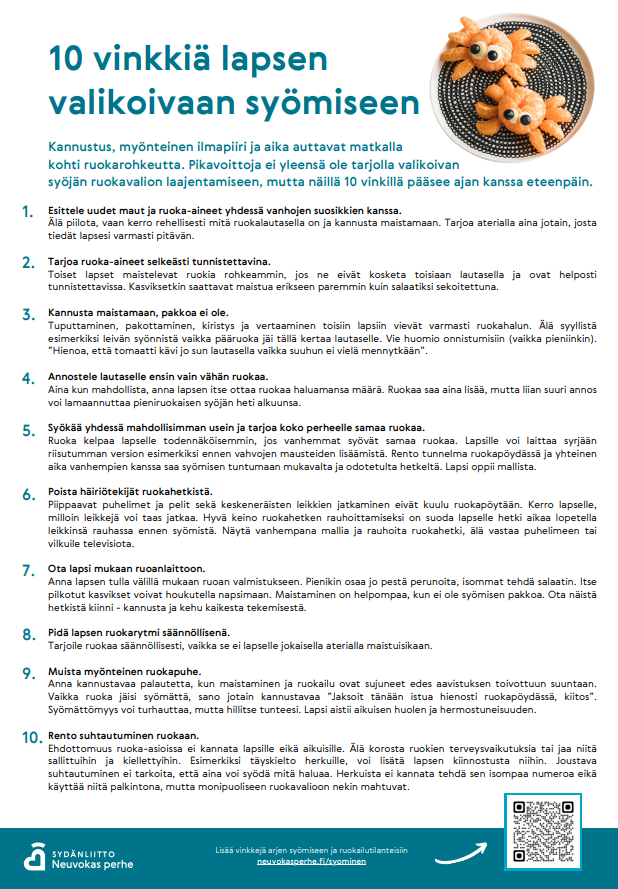 10 vinkkiä lapsen
valikoivaan syömiseen
Kannustus, myönteinen ilmapiiri ja aika auttavat matkalla
kohti ruokarohkeutta. Pikavoittoja ei yleensä ole tarjolla valikoivan
syöjän ruokavalion laajentamiseen, mutta näillä 10 vinkillä pääsee ajan kanssa eteenpäin.
1. Esittele uudet maut ja ruoka-aineet yhdessä vanhojen suosikkien kanssa.
Älä piilota, vaan kerro rehellisesti mitä ruokalautasella on ja kannusta maistamaan. Tarjoa aterialla aina jotain, josta
tiedät lapsesi varmasti pitävän.
2. Tarjoa ruoka-aineet selkeästi tunnistettavina.
Toiset lapset maistelevat ruokia rohkeammin, jos ne eivät kosketa toisiaan lautasella ja ovat helposti
tunnistettavissa. Kasviksetkin saattavat maistua erikseen paremmin kuin salaatiksi sekoitettuna.
3. Kannusta maistamaan, pakkoa ei ole.
Tuputtaminen, pakottaminen, kiristys ja vertaaminen toisiin lapsiin vievät varmasti ruokahalun. Älä syyllistä
esimerkiksi leivän syönnistä vaikka pääruoka jäi tällä kertaa lautaselle. Vie huomio onnistumisiin (vaikka pieniinkin).
"Hienoa, että tomaatti kävi jo sun lautasella vaikka suuhun ei vielä mennytkään".
4. Annostele lautaselle ensin vain vähän ruokaa.
Aina kun mahdollista, anna lapsen itse ottaa ruokaa haluamansa määrä. Ruokaa saa aina lisää, mutta liian suuri annos
voi lamaannuttaa pieniruokaisen syöjän heti alkuunsa.
5. Syökää yhdessä mahdollisimman usein ja tarjoa koko perheelle samaa ruokaa.
Ruoka kelpaa lapselle todennäköisemmin, jos vanhemmat syövät samaa ruokaa. Lapsille voi laittaa syrjään
riisutumman version esimerkiksi ennen vahvojen mausteiden lisäämistä. Rento tunnelma ruokapöydässä ja yhteinen
aika vanhempien kanssa saa syömisen tuntumaan mukavalta ja odotetulta hetkeltä. Lapsi oppii mallista.
6. Poista häiriötekijät ruokahetkistä.
Piippaavat puhelimet ja pelit sekä keskeneräisten leikkien jatkaminen eivät kuulu ruokapöytään. Kerro lapselle,
milloin leikkejä voi taas jatkaa. Hyvä keino ruokahetken rauhoittamiseksi on suoda lapselle hetki aikaa lopetella
leikkinsä rauhassa ennen syömistä. Näytä vanhempana mallia ja rauhoita ruokahetki, älä vastaa puhelimeen tai
vilkuile televisiota.
7. Ota lapsi mukaan ruoanlaittoon.
Anna lapsen tulla välillä mukaan ruoan valmistukseen. Pienikin osaa jo pestä perunoita, isommat tehdä salaatin. Itse
pilkotut kasvikset voivat houkutella napsimaan. Maistaminen on helpompaa, kun ei ole syömisen pakkoa. Ota näistä
hetkistä kiinni - kannusta ja kehu kaikesta tekemisestä.
8. Pidä lapsen ruokarytmi säännöllisenä.
Tarjoile ruokaa säännöllisesti, vaikka se ei lapselle jokaisella aterialla maistuisikaan.
9. Muista myönteinen ruokapuhe.
Anna kannustavaa palautetta, kun maistaminen ja ruokailu ovat sujuneet edes aavistuksen toivottuun suuntaan.
Vaikka ruoka jäisi syömättä, sano jotain kannustavaa "Jaksoit tänään istua hienosti ruokapöydässä, kiitos".
Syömättömyys voi turhauttaa, mutta hillitse tunteesi. Lapsi aistii aikuisen huolen ja hermostuneisuuden.
10. Rento suhtautuminen ruokaan.
Ehdottomuus ruoka-asioissa ei kannata lapsille eikä aikuisille. Älä korosta ruokien terveysvaikutuksia tai jaa niitä
sallittuihin ja kiellettyihin. Esimerkiksi täyskielto herkuille, voi lisätä lapsen kiinnostusta niihin. Joustava
suhtautuminen ei tarkoita, että aina voi syödä mitä haluaa. Herkuista ei kannata tehdä sen isompaa numeroa eikä
käyttää niitä palkintona, mutta monipuoliseen ruokavalioon nekin mahtuvat.
SYDÄNLIITTO
Neuvokas perhe
Lisää vinkkejä arjen syömiseen ja ruokailutilanteisiin
neuvokasperhe.fi/syominen